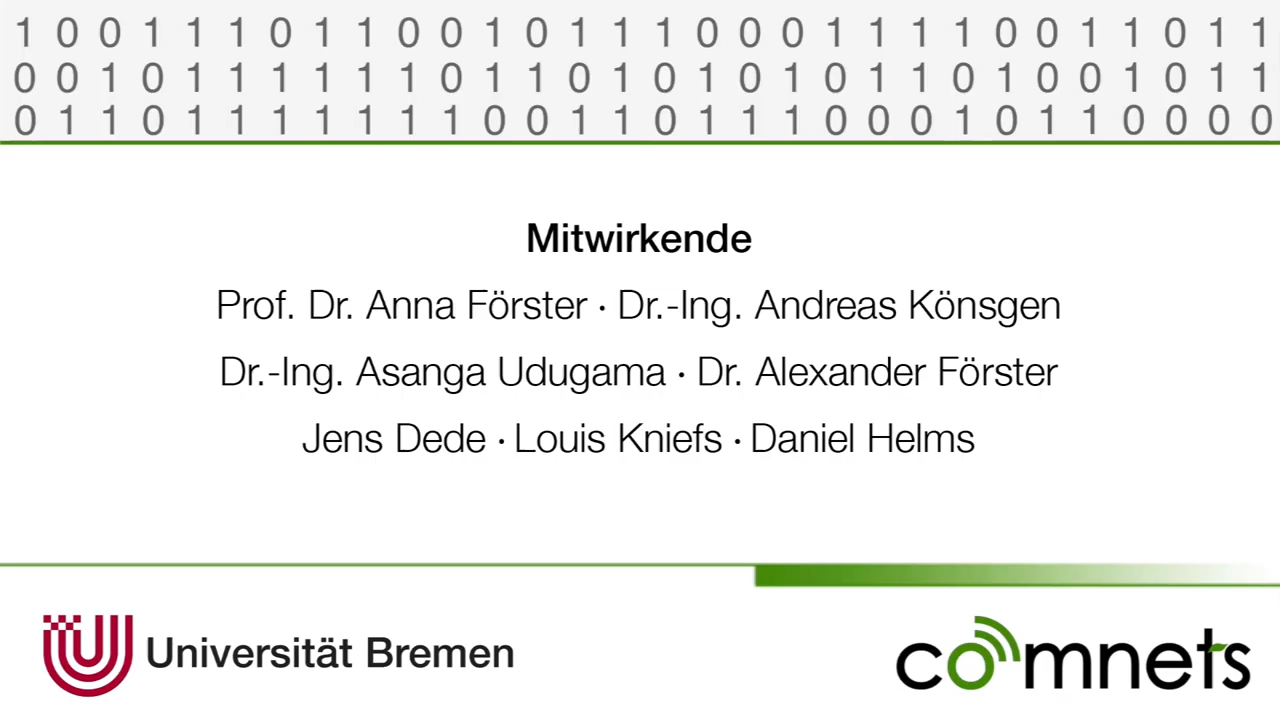 1 0 0 1 1 1 0 1 1 0 0 1 0 1 1 1 0 0 0 1 1 1 1 0 0 1 1 0 1 1
0 0 1 0 1 1 1 1 1 1 0 1 1 0 1 0 1 0 1 0 1 1 0 1 0 0 1 0 1 1
0 1 1 0 1 1 1 1 1 1 1 0 0 1 1 0 1 1 1 0 0 0 1 0 1 1 0 0 0 0
Mitwirkende
Prof. Dr. Anna Förster · Dr.-Ing. Andreas Könsgen
Dr.-Ing. Asanga Udugama · Dr. Alexander Förster
Jens Dede · Louis Kniefs · Daniel Helms
Universität Bremen
comnets